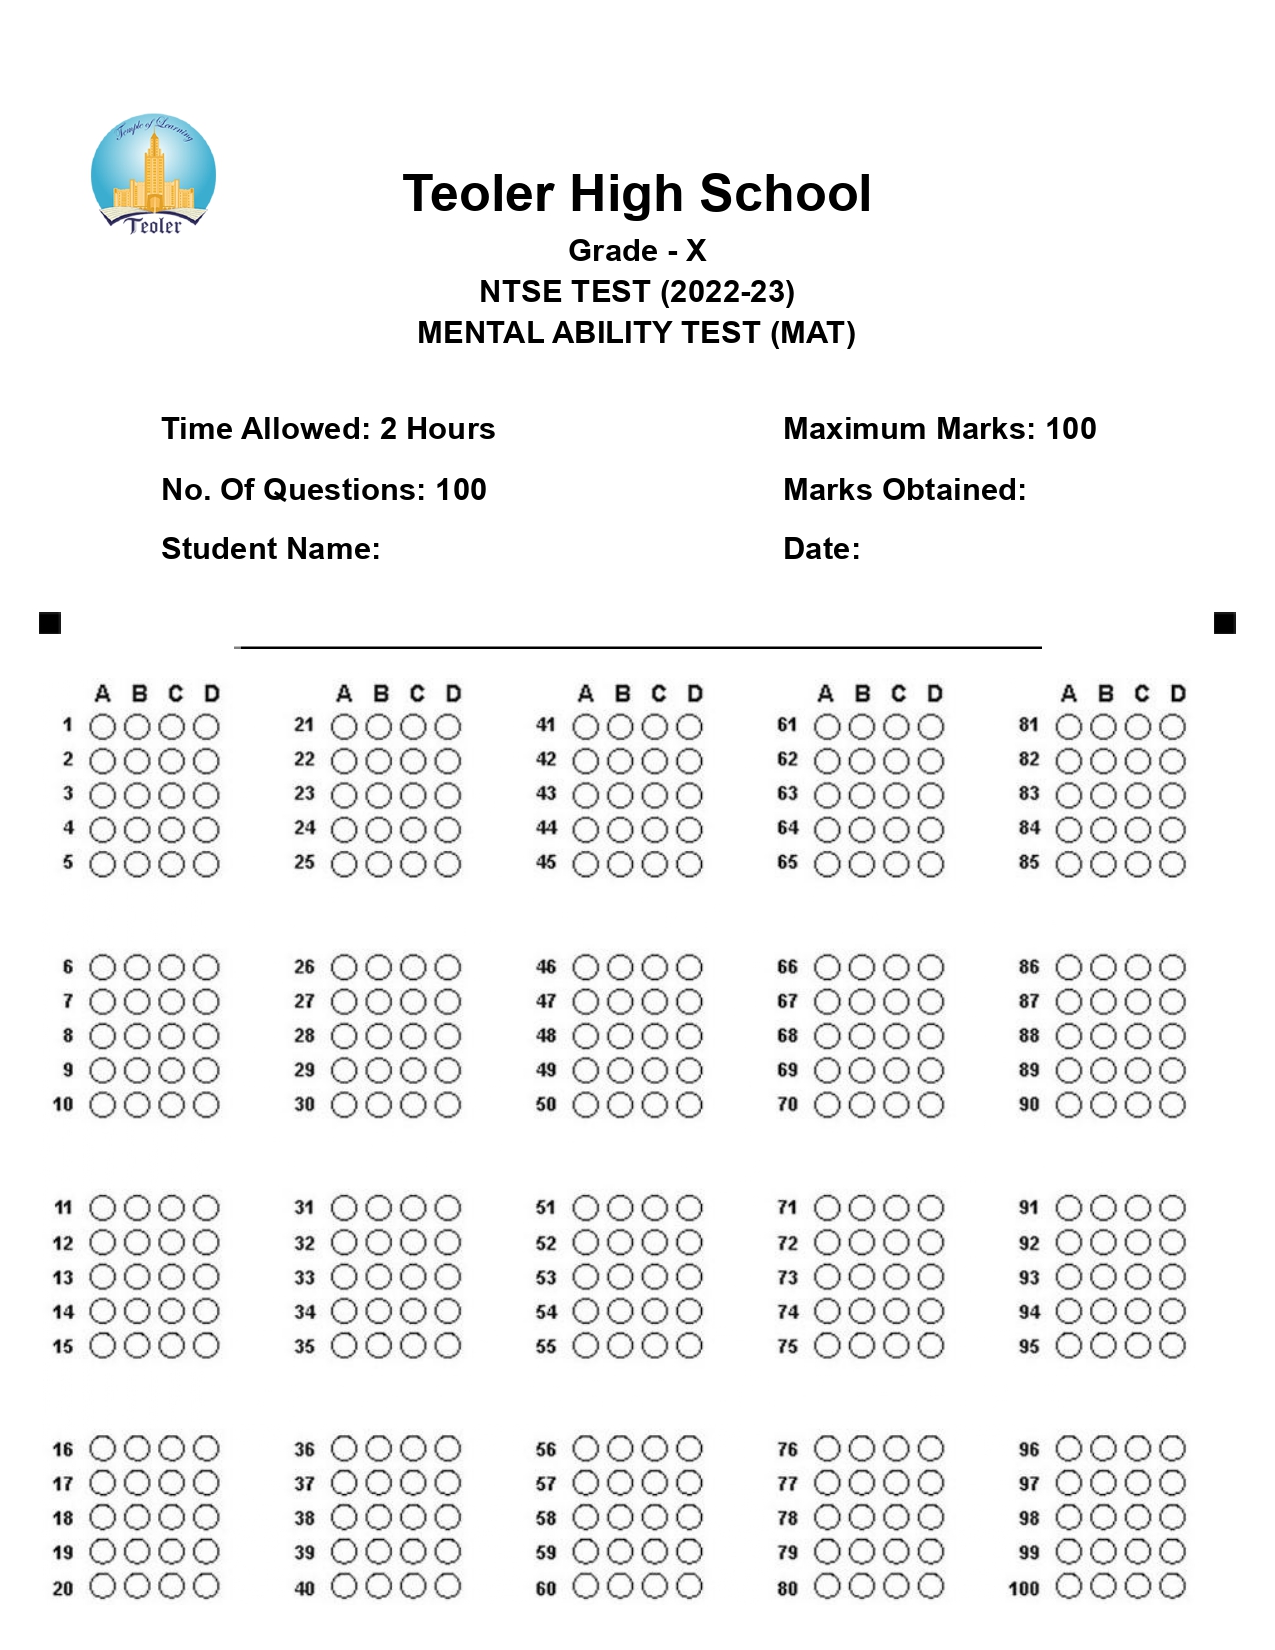 Temple of Learning
Teoler
Teoler High School
Grade - X
NTSE TEST (2022-23)
MENTAL ABILITY TEST (MAT)
Time Allowed: 2 Hours Maximum Marks: 100
No. Of Questions: 100 Marks Obtained:
Student Name: Date:
A B C D A B C D A B C D A B C D A B C D
1 21 41 61 81
2 22 42 62 82
3 23 43 63 83
4 24 44 64 84
5 25 45 65 85
6 26 46 66 86
7 27 47 67 87
8 28 48 68 88
9 29 49 69 89
10 30 50 70 90
11 31 51 71 91
12 32 52 72 92
13 33 53 73 93
14 34 54 74 94
15 35 55 75 95
16 36 56 76 96
17 37 57 77 97
18 38 58 78 98
19 39 59 79 99
20 40 60 80 100